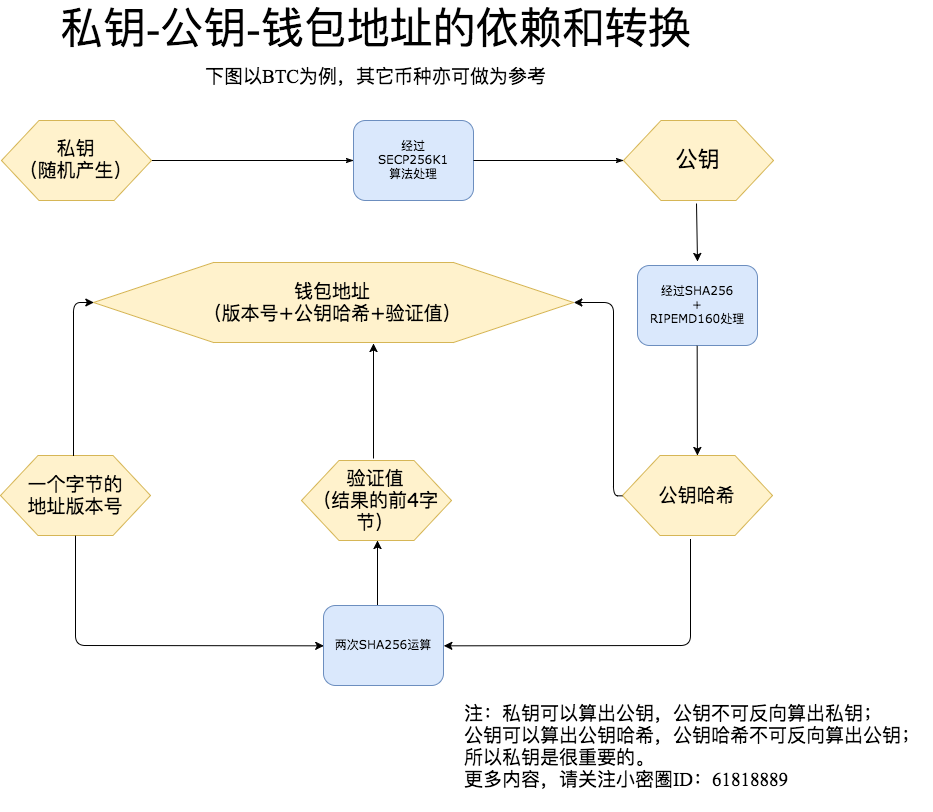 私钥-公钥-钱包地址的依赖和转换
下图以BTC为例，其它币种亦可做为参考
私钥
（随机产生）
经过
SECP256K1
算法处理
公钥
钱包地址
（版本号+公钥哈希+验证值）
经过SHA256
+
RIPEMD160处理
一个字节的
地址版本号
验证值
（结果的前4字
节）
公钥哈希
两次SHA256运算
注：私钥可以算出公钥，公钥不可反向算出私钥；
公钥可以算出公钥哈希，公钥哈希不可反向算出公钥；
所以私钥是很重要的。
更多内容，请关注小密圈ID：61818889